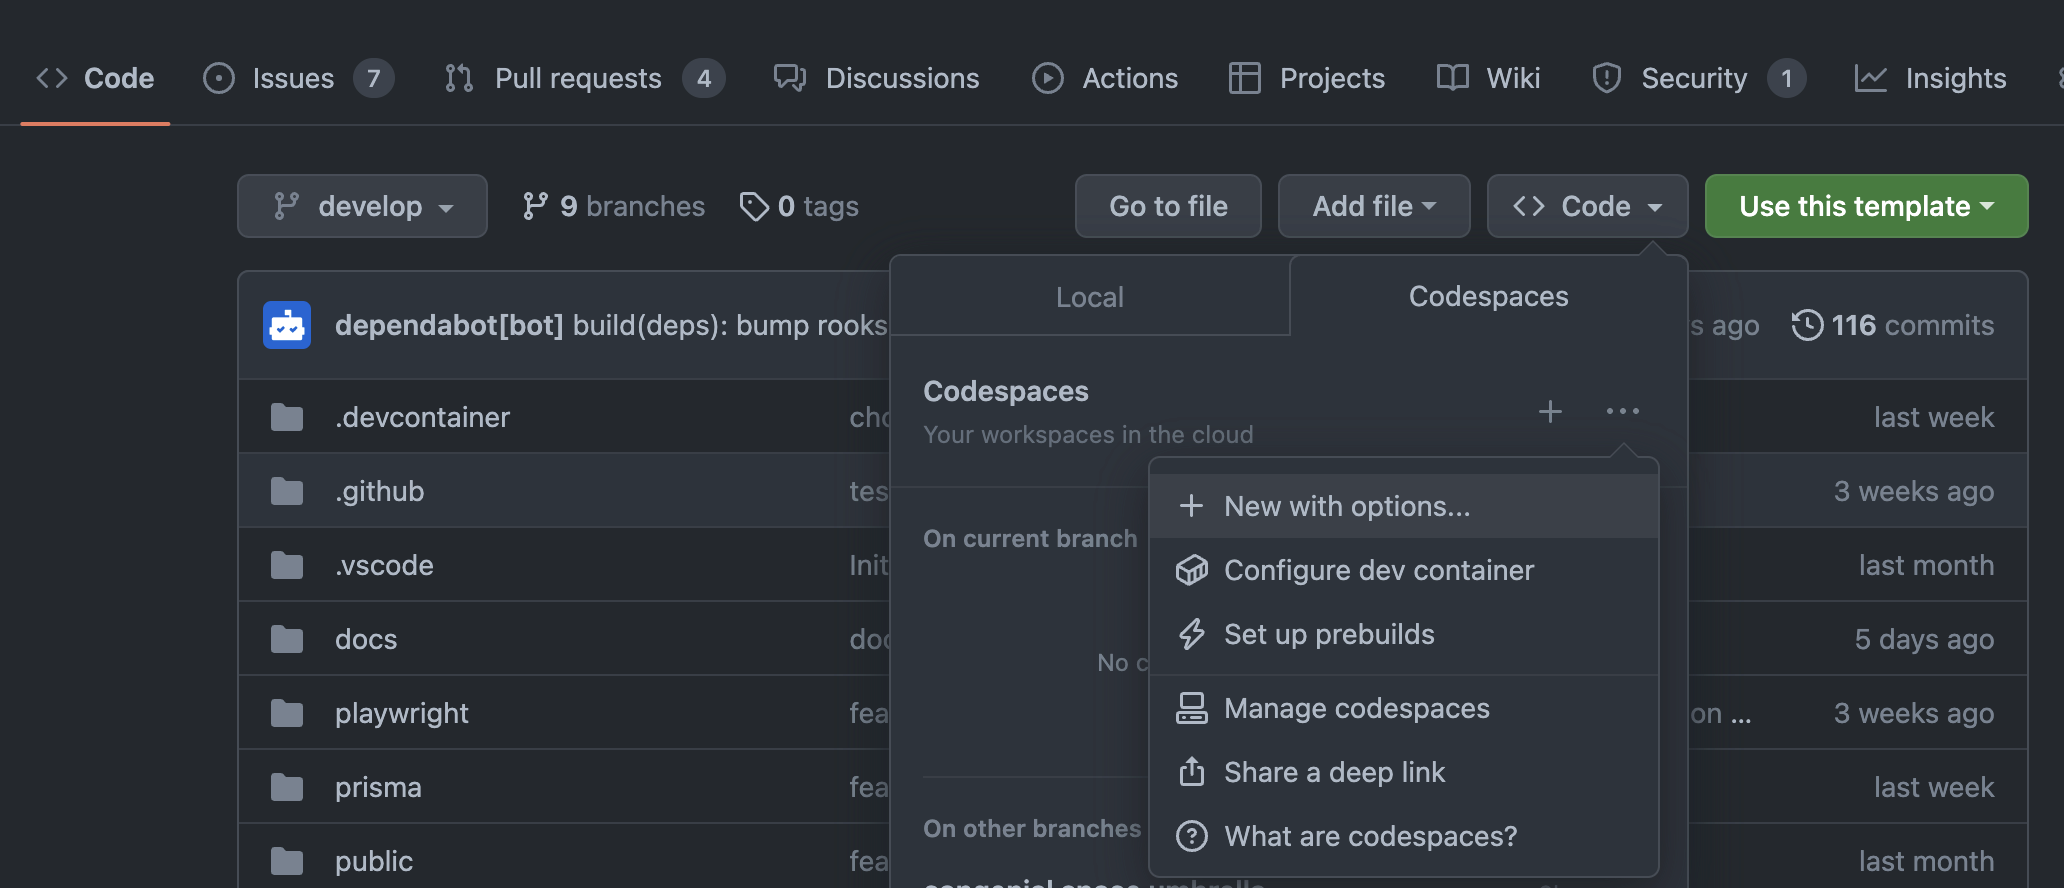 Code Issues 7 Pull requests 4 Discussions Actions Projects Wiki Security 1 Insights
develop 9 branches 0 tags Go to file Add file Code Use this template
Local Codespaces
dependabot[bot] build(deps): bump rooks s ago 116 commits
Codespaces
Your workspaces in the cloud
.devcontainer cho last week
.github tes 3 weeks ago
New with options...
On current branch
Configure dev container
.vscode Init last month
Set up prebuilds
docs doc 5 days ago
No c
Manage codespaces
playwright fea on ... 3 weeks ago
Share a deep link
prisma fea last week
On other branches
What are codespaces?
public fea last month